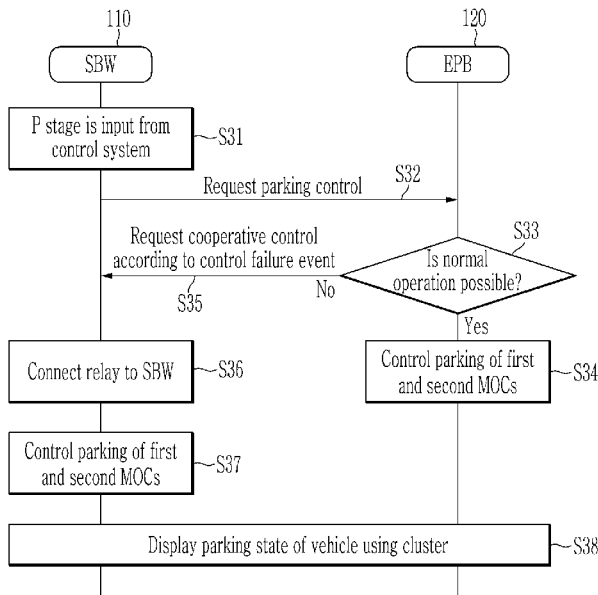 110
120
SBW
EPB
P stage is input from
control system
S31
S32
Request parking control
S33
Request cooperative control
according to control failure event
Is normal
operation possible?
S35
No
Yes
Connect relay to SBW
S36
Control parking of first
and second MOCs
S34
Control parking of first
and second MOCs
S37
Display parking state of vehicle using cluster
S38